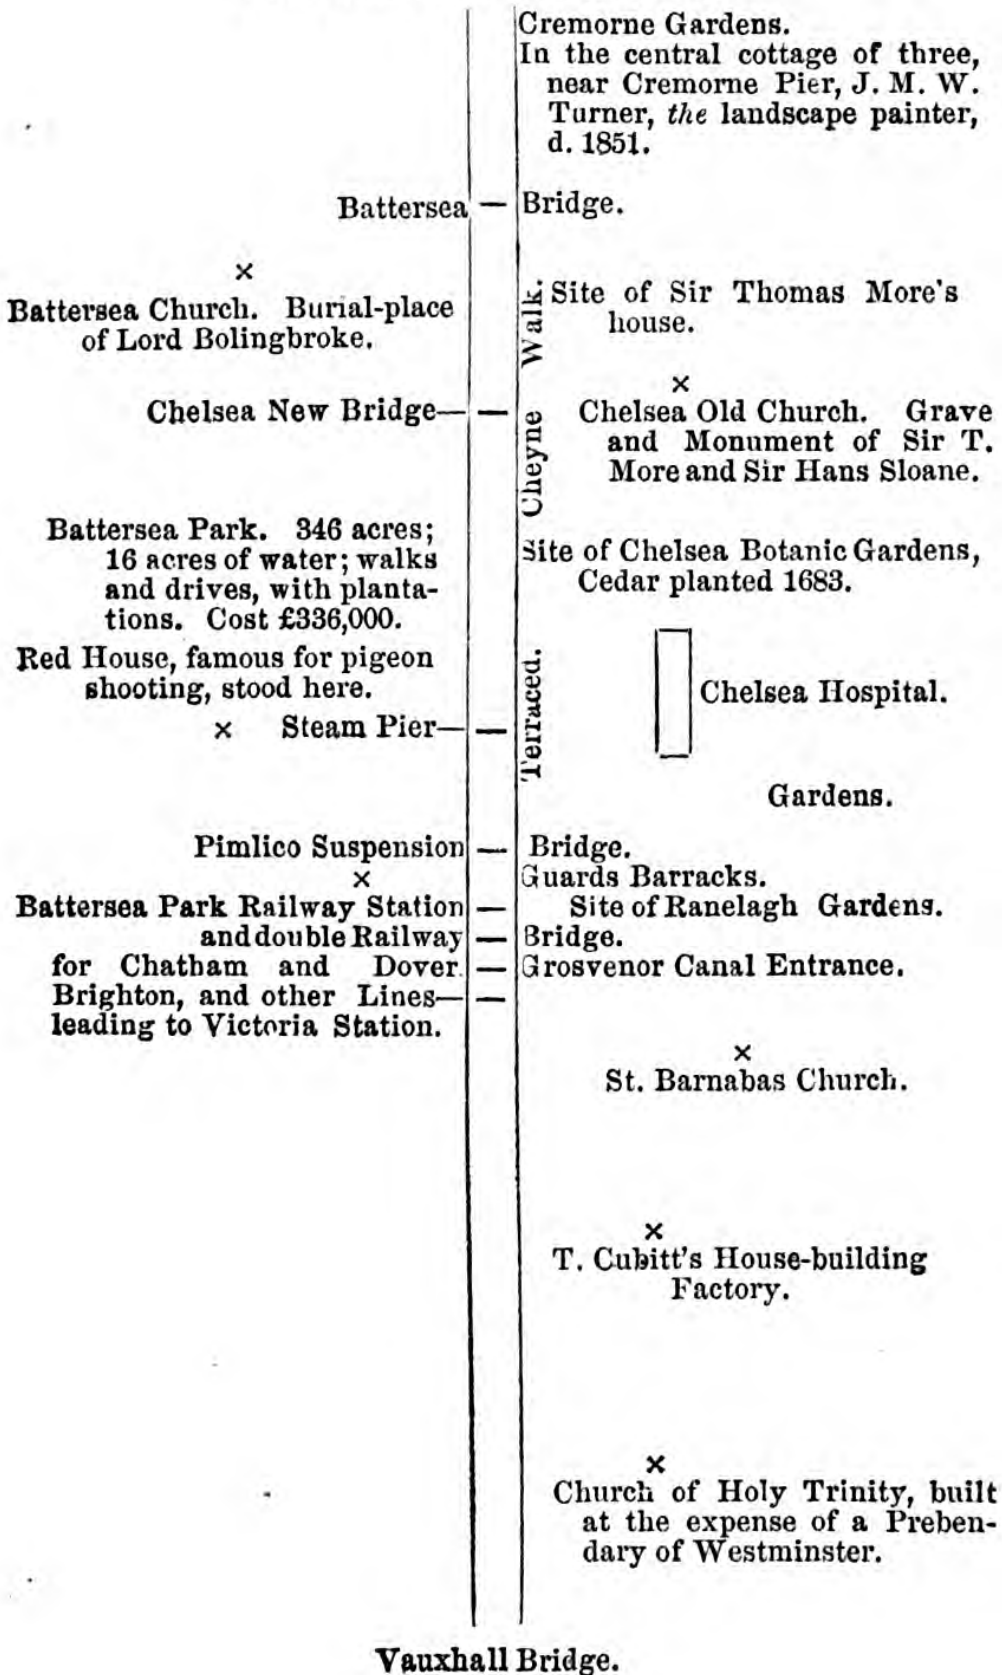 Cremorne Gardens.
In the central cottage of three,
near Cremorne Pier, J. M. W.
Turner, the landscape painter,
d. 1851.
Battersea — Bridge.
×
Battersea Church. Burial-place
of Lord Bolingbroke.
Cheyne Walk.
Site of Sir Thomas More's
house.
Chelsea New Bridge— —
×
Chelsea Old Church. Grave
and Monument of Sir T.
More and Sir Hans Sloane.
Battersea Park. 346 acres;
16 acres of water; walks
and drives, with planta-
tions. Cost £336,000.
Site of Chelsea Botanic Gardens,
Cedar planted 1683.
Red House, famous for pigeon
shooting, stood here.
× Steam Pier— —
Terraced.
Chelsea Hospital.
Gardens.
Pimlico Suspension — Bridge.
×
Guards Barracks.
Battersea Park Railway Station — Site of Ranelagh Gardens.
and double Railway — Bridge.
for Chatham and Dover — Grosvenor Canal Entrance.
Brighton, and other Lines— —
leading to Victoria Station.
×
St. Barnabas Church.
×
T. Cubitt's House-building
Factory.
×
Church of Holy Trinity, built
at the expense of a Preben-
dary of Westminster.
Vauxhall Bridge.